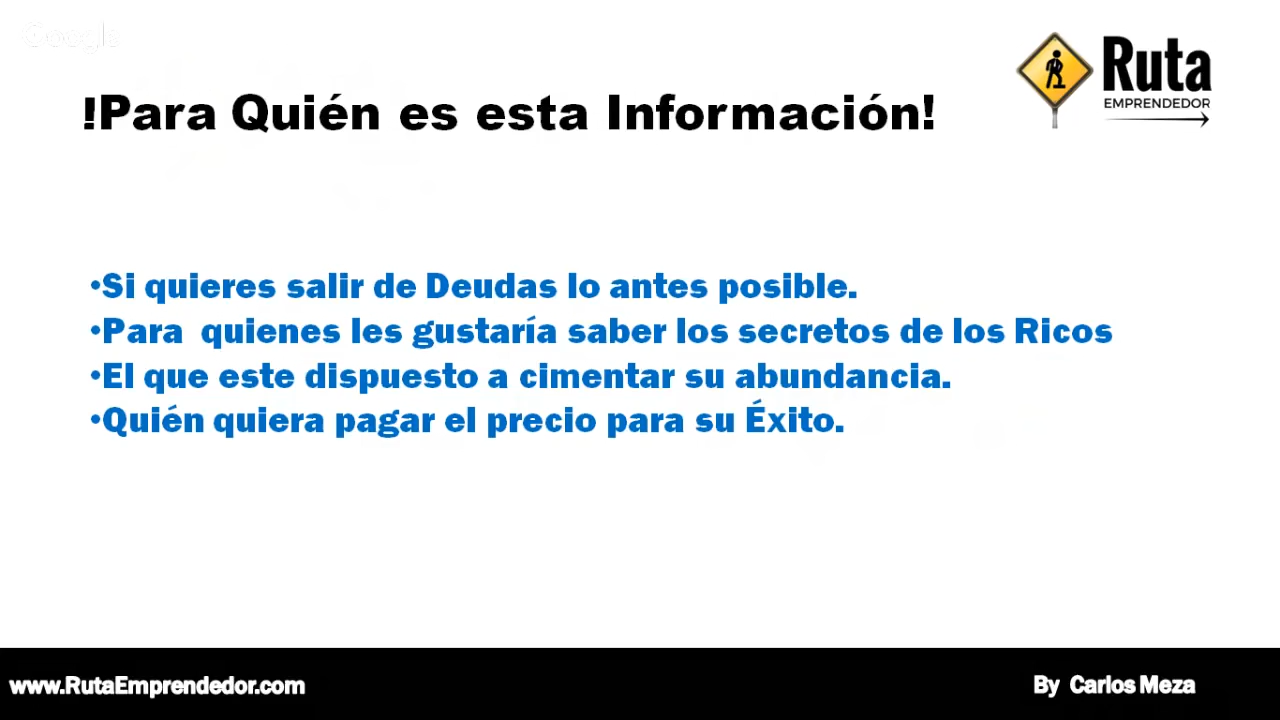 Google
Ruta
EMPRENDEDOR
!Para Quién es esta Información!
•Si quieres salir de Deudas lo antes posible.
•Para  quienes les gustaría saber los secretos de los Ricos
•El que este dispuesto a cimentar su abundancia.
•Quién quiera pagar el precio para su Éxito.
www.RutaEmprendedor.com
By  Carlos Meza